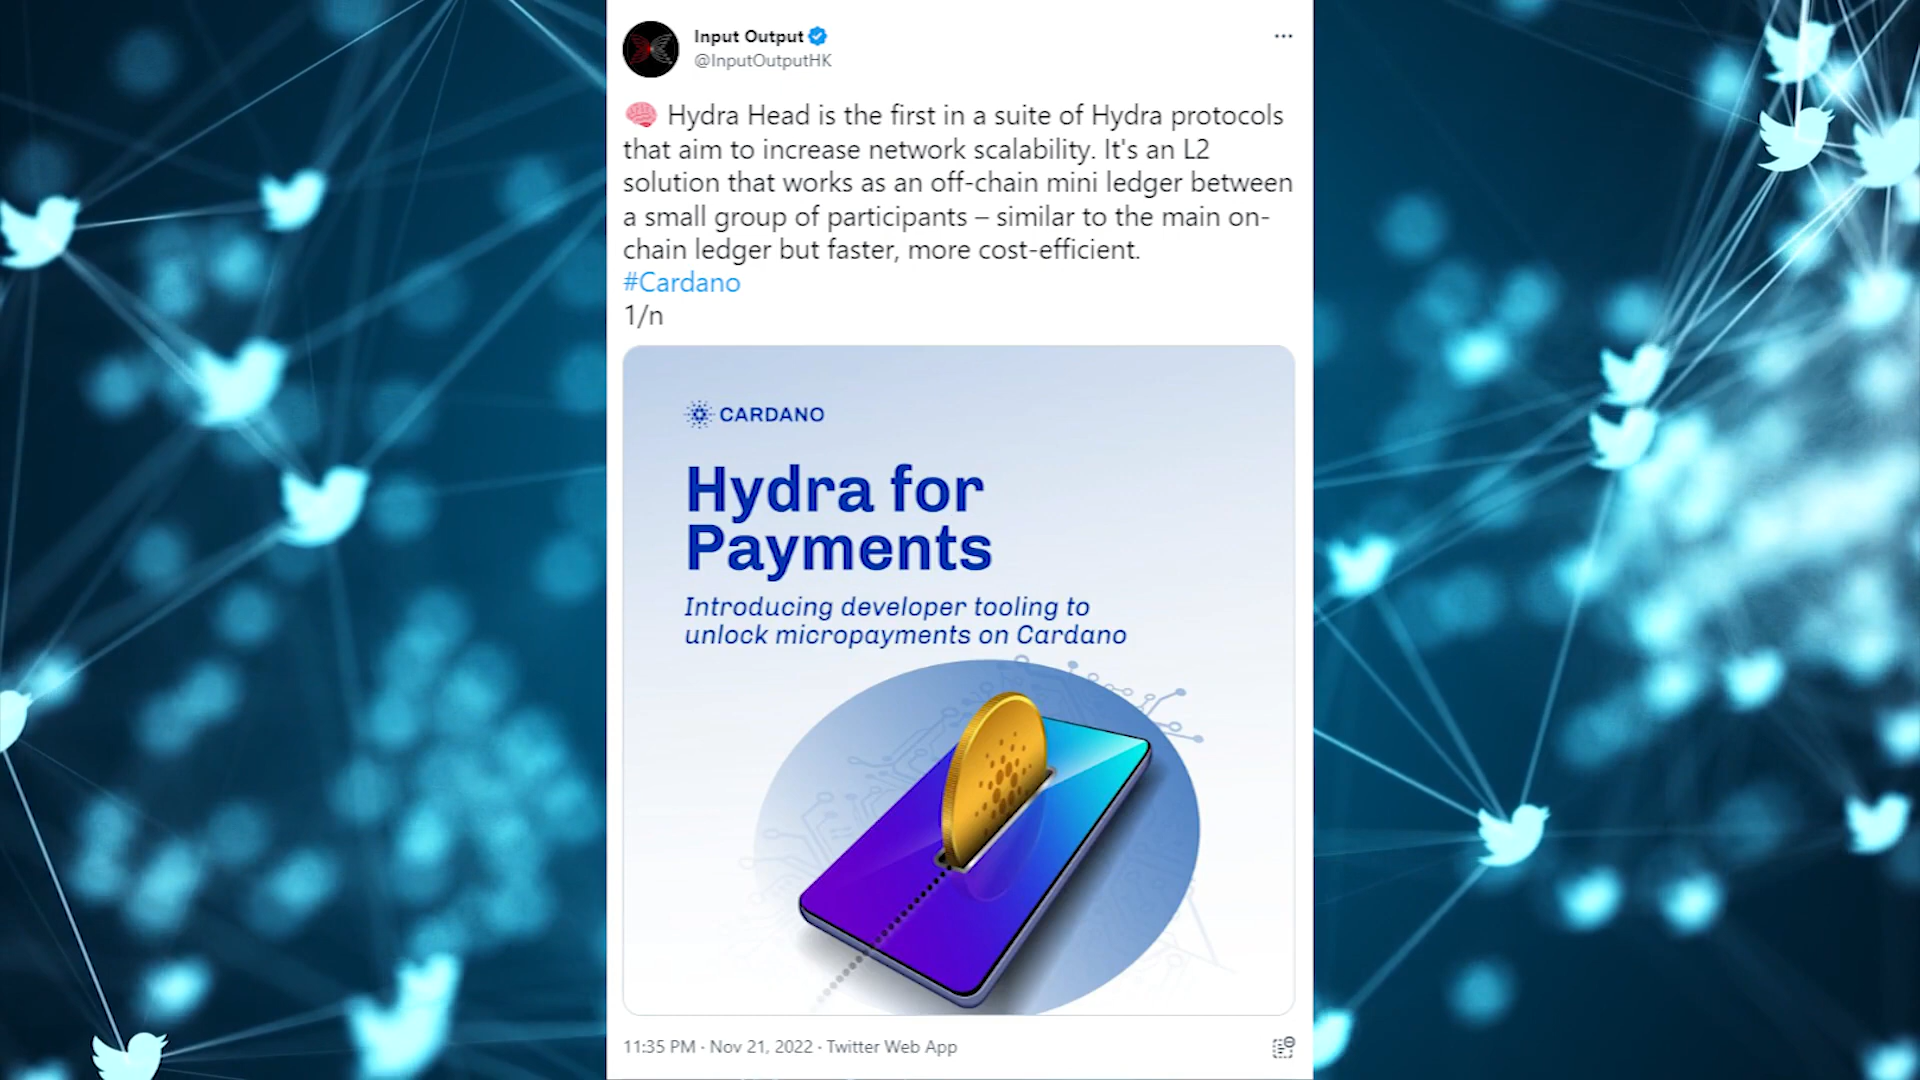 Input Output
@InputOutputHK
🧠 Hydra Head is the first in a suite of Hydra protocols
that aim to increase network scalability. It's an L2
solution that works as an off-chain mini ledger between
a small group of participants – similar to the main on-
chain ledger but faster, more cost-efficient.
#Cardano
1/n
CARDANO
Hydra for
Payments
Introducing developer tooling to
unlock micropayments on Cardano
11:35 PM · Nov 21, 2022 · Twitter Web App